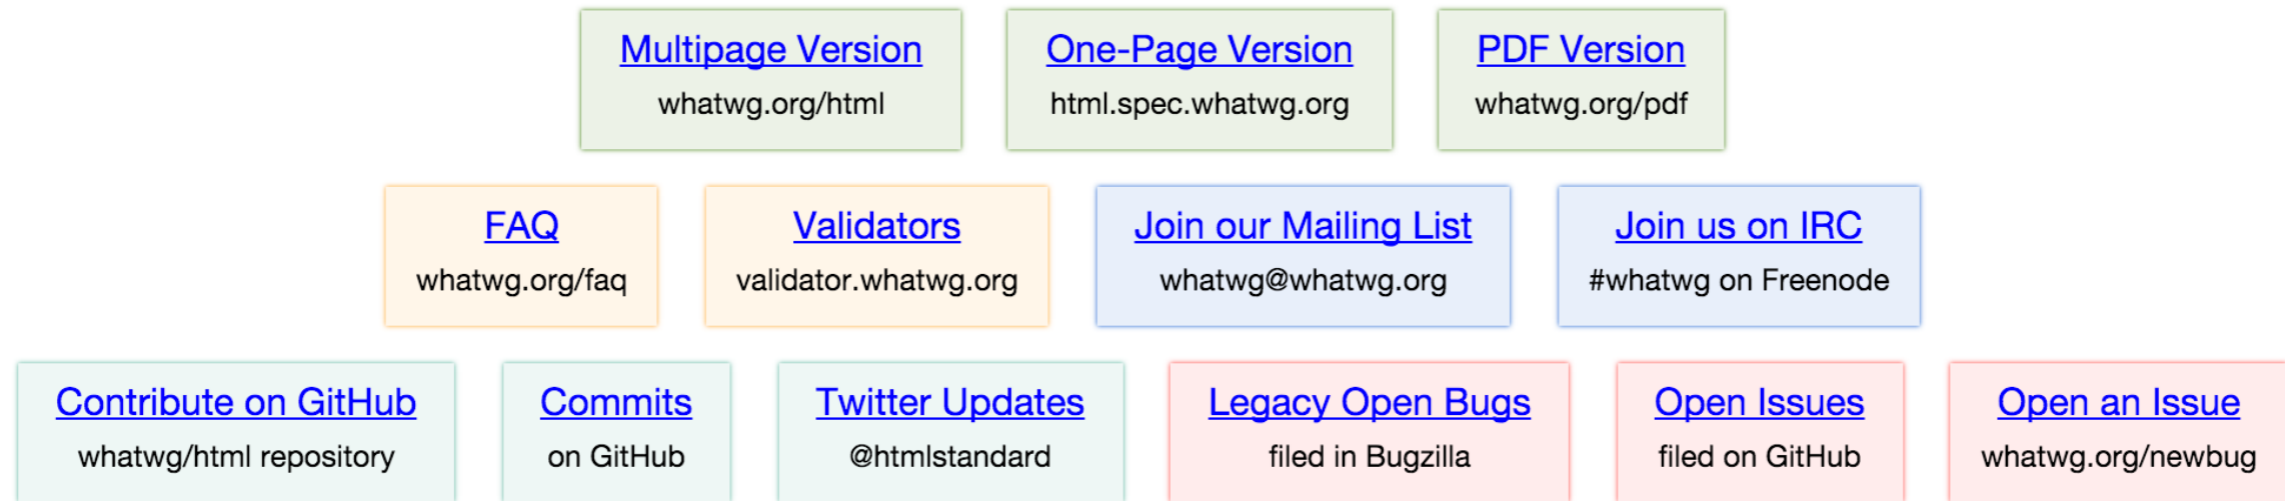 Multipage Version
whatwg.org/html
One-Page Version
html.spec.whatwg.org
PDF Version
whatwg.org/pdf
FAQ
whatwg.org/faq
Validators
validator.whatwg.org
Join our Mailing List
whatwg@whatwg.org
Join us on IRC
#whatwg on Freenode
Contribute on GitHub
whatwg/html repository
Commits
on GitHub
Twitter Updates
@htmlstandard
Legacy Open Bugs
filed in Bugzilla
Open Issues
filed on GitHub
Open an Issue
whatwg.org/newbug